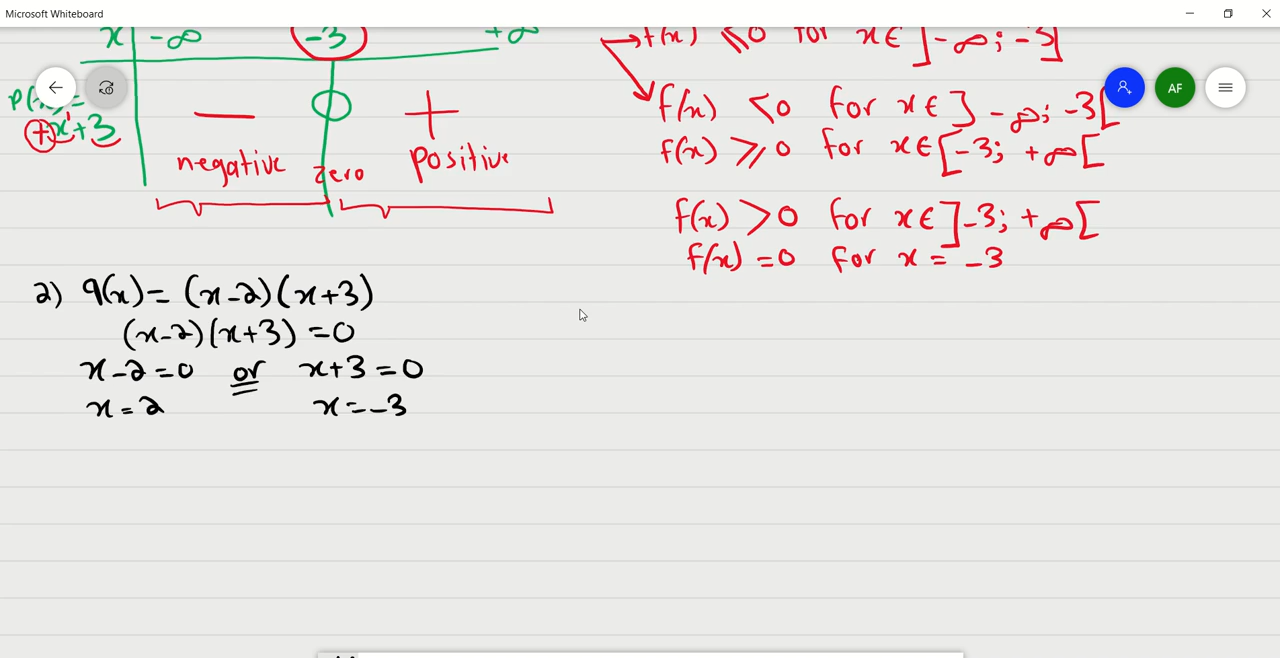 Microsoft Whiteboard
x -∞ -3 +∞
f(x) ⩽ 0 for x ∈ ]-∞; -3]
AF
f(x) < 0 for x ∈ ]-∞; -3[
+x+3
- 0 +
f(x) ⩾ 0 for x ∈ [-3; +∞[
negative zero positive
f(x) > 0 for x ∈ ]-3; +∞[
f(x) = 0 for x = -3
2) q(x) = (x-2)(x+3)
(x-2)(x+3) = 0
x-2=0 or x+3=0
x=2 x=-3